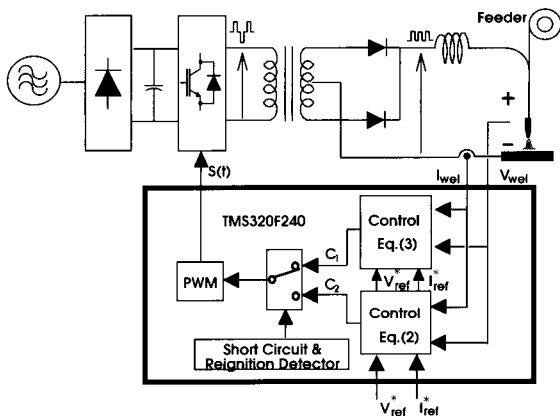 Feeder
+
-
S(t)
I_wel
V_wel
TMS320F240
Control
Eq.(3)
C_1
V*_ref
I*_ref
PWM
C_2
Control
Eq.(2)
Short Circuit &
Reignition Detector
V*_ref
I*_ref